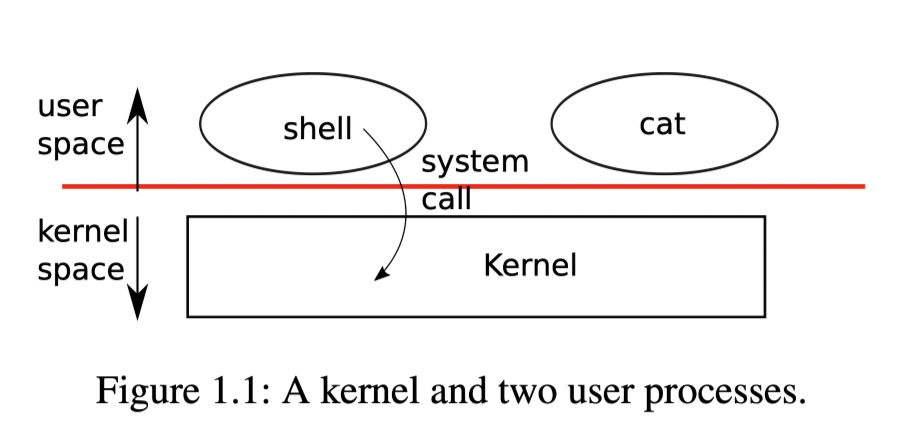 user
space
shell
cat
system
call
kernel
space
Kernel
Figure 1.1: A kernel and two user processes.